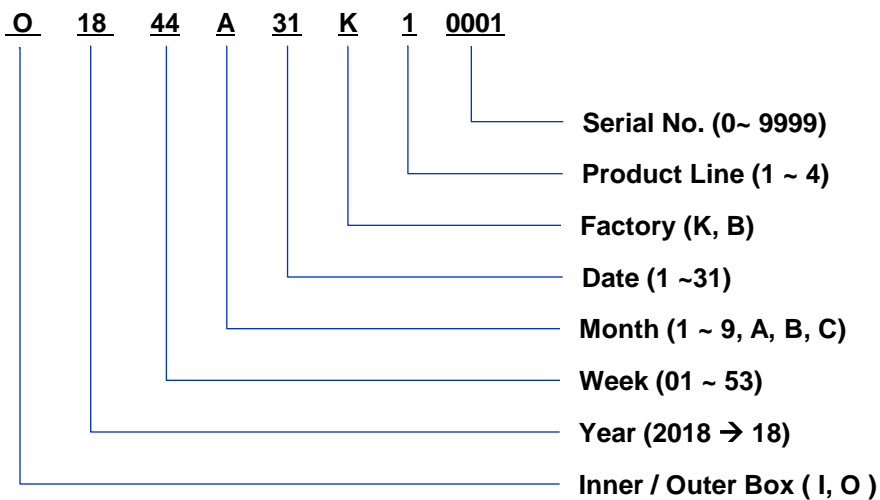 O 18 44 A 31 K 1 0001
Serial No. (0~ 9999)
Product Line (1 ~ 4)
Factory (K, B)
Date (1 ~31)
Month (1 ~ 9, A, B, C)
Week (01 ~ 53)
Year (2018 → 18)
Inner / Outer Box ( I, O )